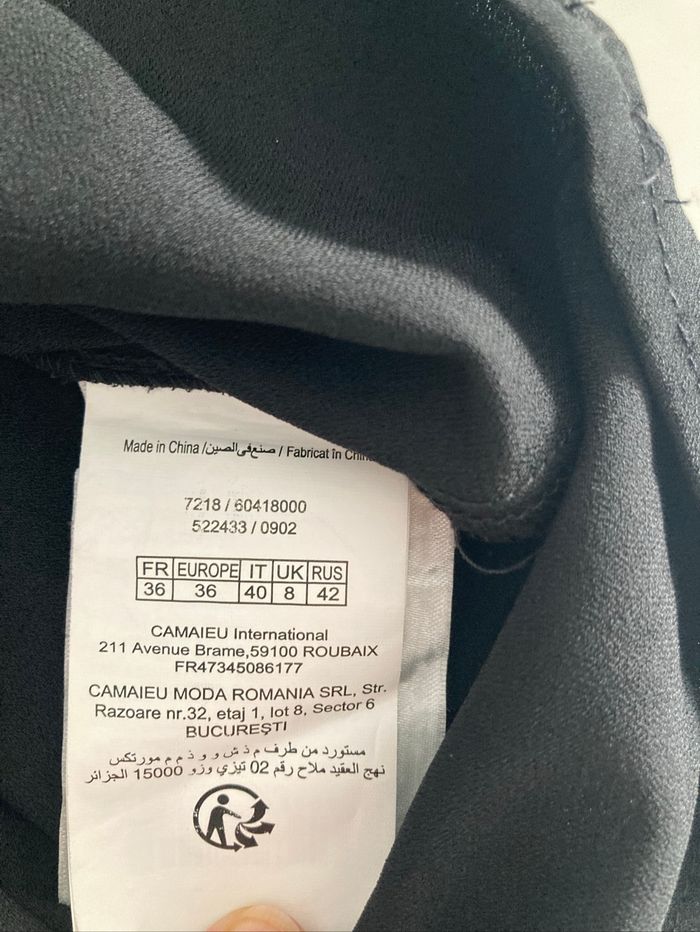 Made in China /صنع في الصين / Fabricat în
7218 / 60418000
522433 / 0902
FR EUROPE IT UK RUS
36 36 40 8 42
CAMAIEU International
211 Avenue Brame,59100 ROUBAIX
FR47345086177
CAMAIEU MODA ROMANIA SRL, Str.
Razoare nr.32, etaj 1, lot 8, Sector 6
BUCUREŞTI
مستورد من طرف م ذ ش و و ذ م م مورتكس
نهج العقيد ملاح رقم 02 تيزي وزو 15000 الجزائر